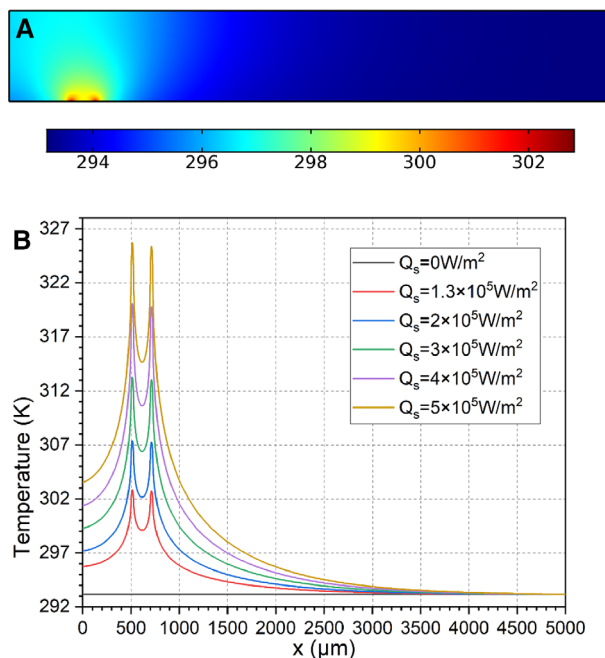 A
294 296 298 300 302
B
327
322
317
312
307
302
297
292
Temperature (K)
Qₛ=0W/m²
Qₛ=1.3×10⁵W/m²
Qₛ=2×10⁵W/m²
Qₛ=3×10⁵W/m²
Qₛ=4×10⁵W/m²
Qₛ=5×10⁵W/m²
0 500 1000 1500 2000 2500 3000 3500 4000 4500 5000
x (μm)